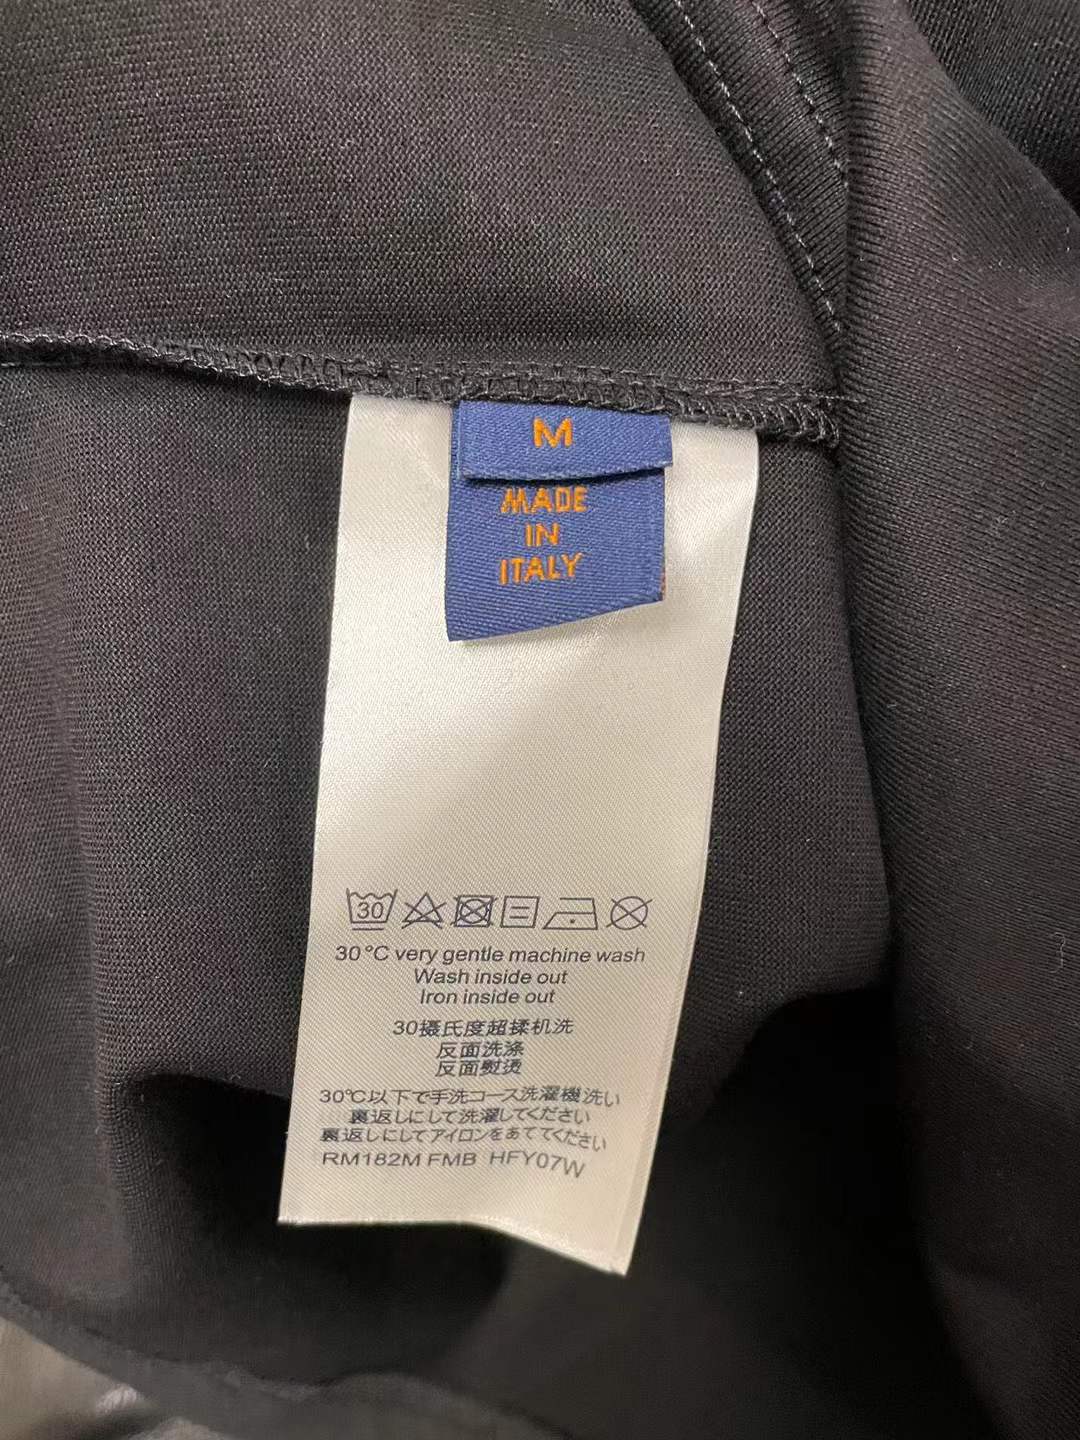 M
MADE
IN
ITALY
30
30°C very gentle machine wash
Wash inside out
Iron inside out
30摄氏度超揉机洗
反面洗涤
反面熨烫
30℃以下で手洗コース洗濯機洗い
裏返しにして洗濯してください
裏返しにしてアイロンをあててください
RM182M FMB HFY07W